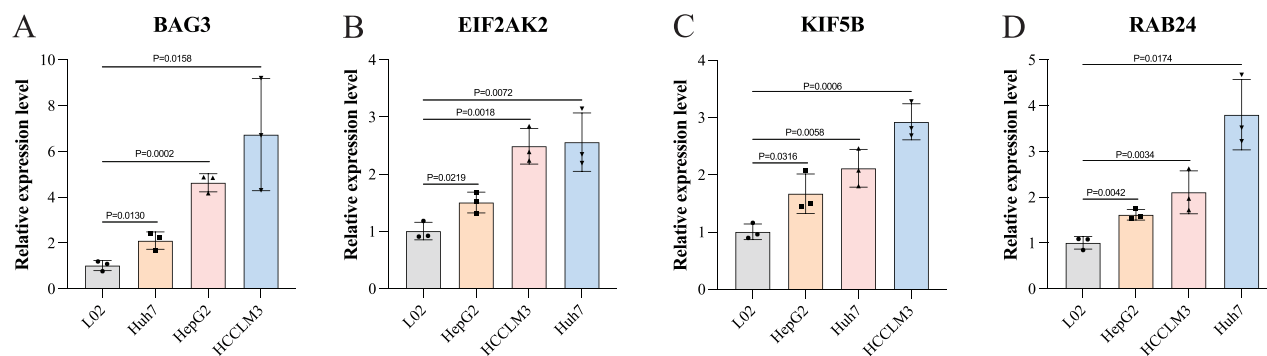 A
BAG3
Relative expression level
10
8
6
4
2
0
P=0.0158
P=0.0002
P=0.0130
L02
Huh7
HepG2
HCCLM3
B
EIF2AK2
Relative expression level
4
3
2
1
0
P=0.0072
P=0.0018
P=0.0219
L02
HepG2
HCCLM3
Huh7
C
KIF5B
Relative expression level
4
3
2
1
0
P=0.0006
P=0.0058
P=0.0316
L02
HepG2
Huh7
HCCLM3
D
RAB24
Relative expression level
5
4
3
2
1
0
P=0.0174
P=0.0034
P=0.0042
L02
HepG2
HCCLM3
Huh7